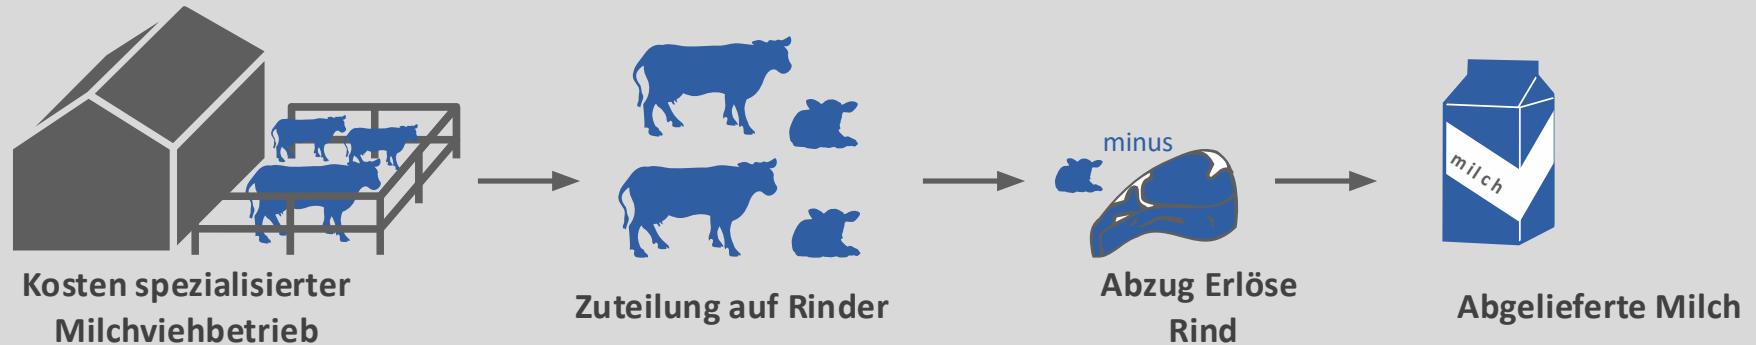 minus
milch
Kosten spezialisierter
Milchviehbetrieb
Zuteilung auf Rinder
Abzug Erlöse
Rind
Abgelieferte Milch